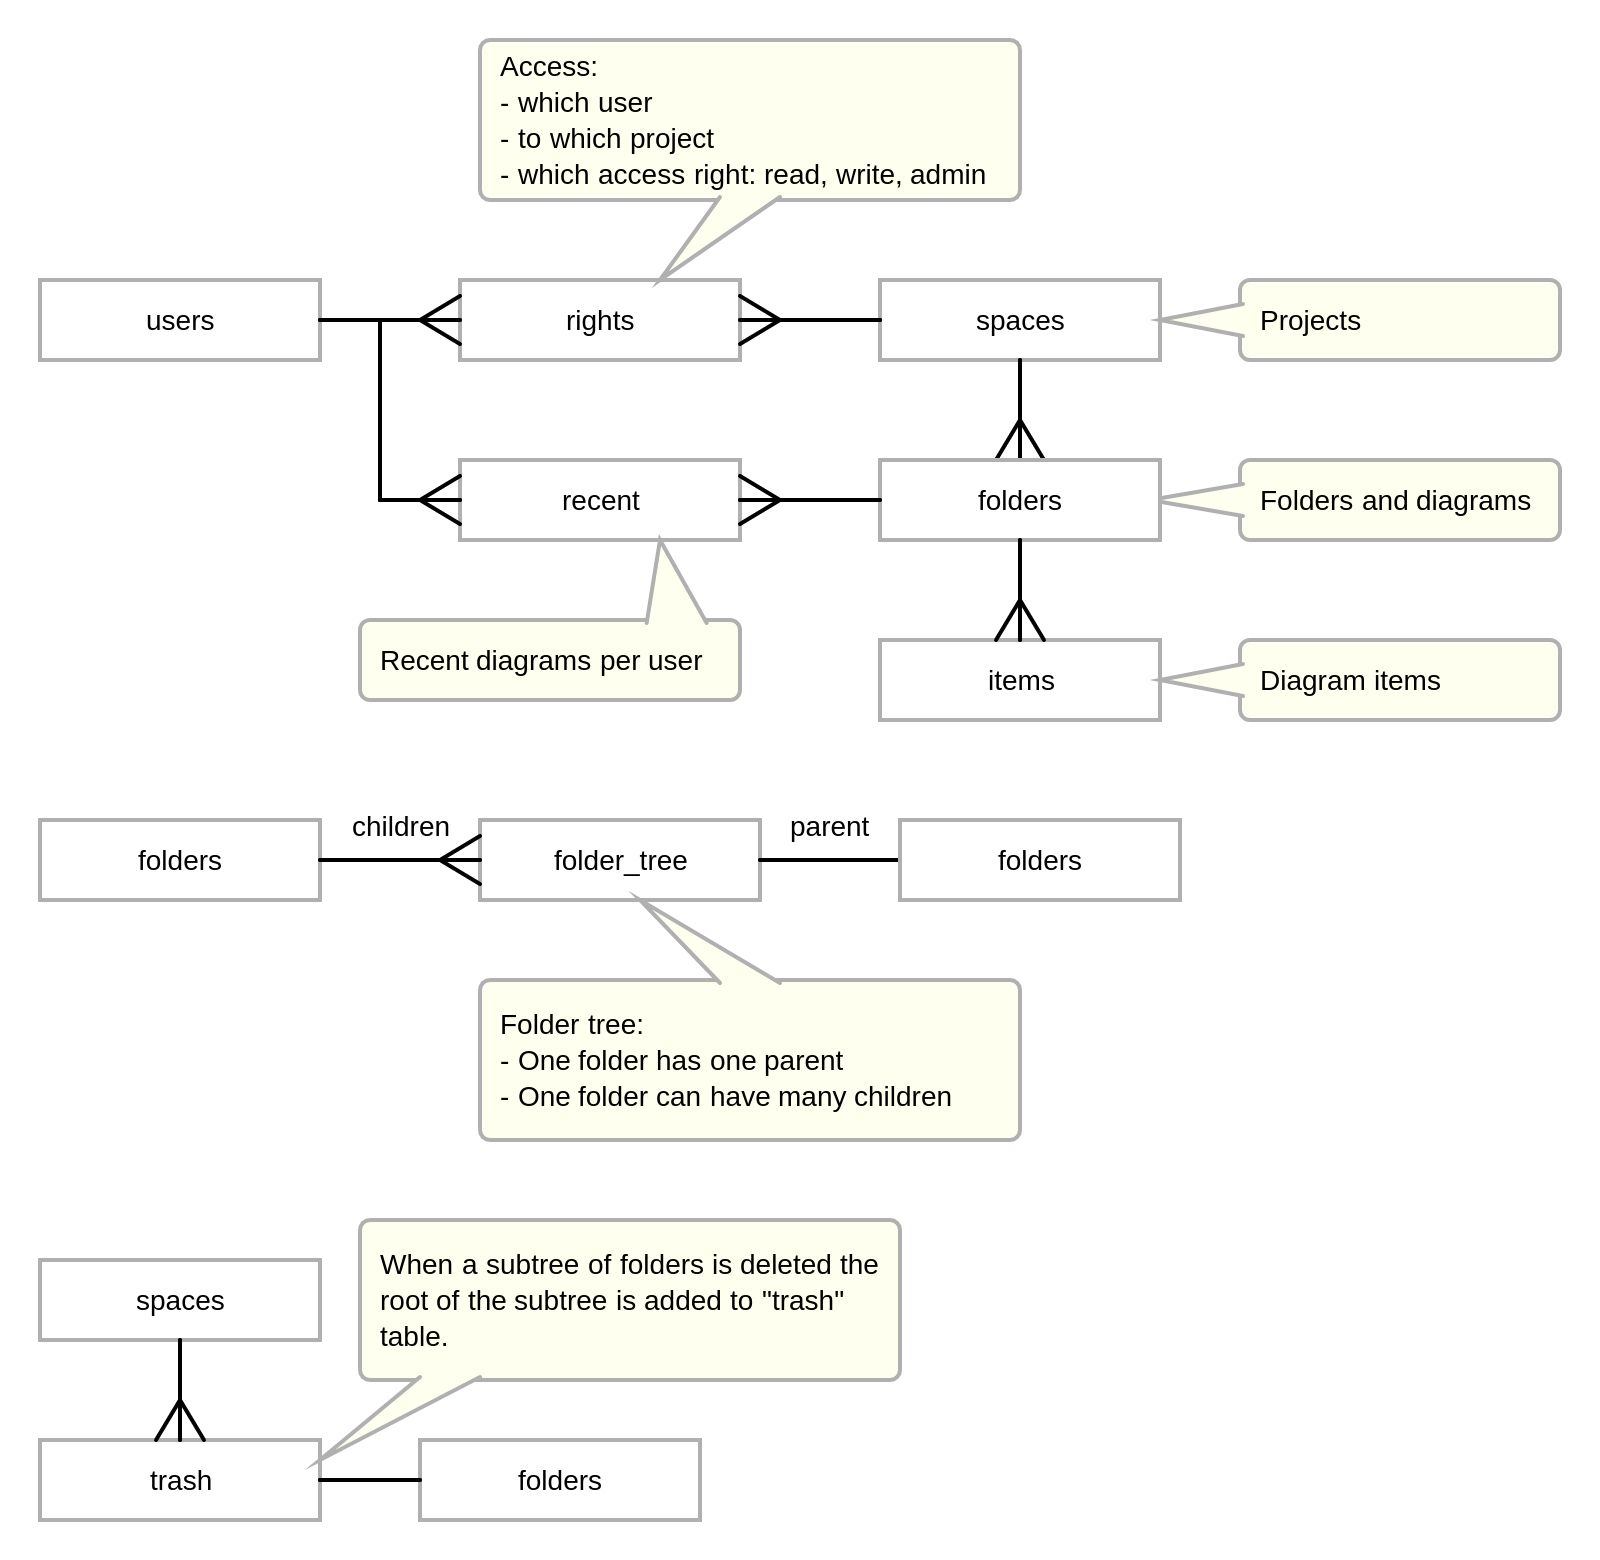 Access:
- which user
- to which project
- which access right: read, write, admin
users
rights
spaces
Projects
recent
folders
Folders and diagrams
Recent diagrams per user
items
Diagram items
children
parent
folders
folder_tree
folders
Folder tree:
- One folder has one parent
- One folder can have many children
When a subtree of folders is deleted the
root of the subtree is added to "trash"
table.
spaces
trash
folders